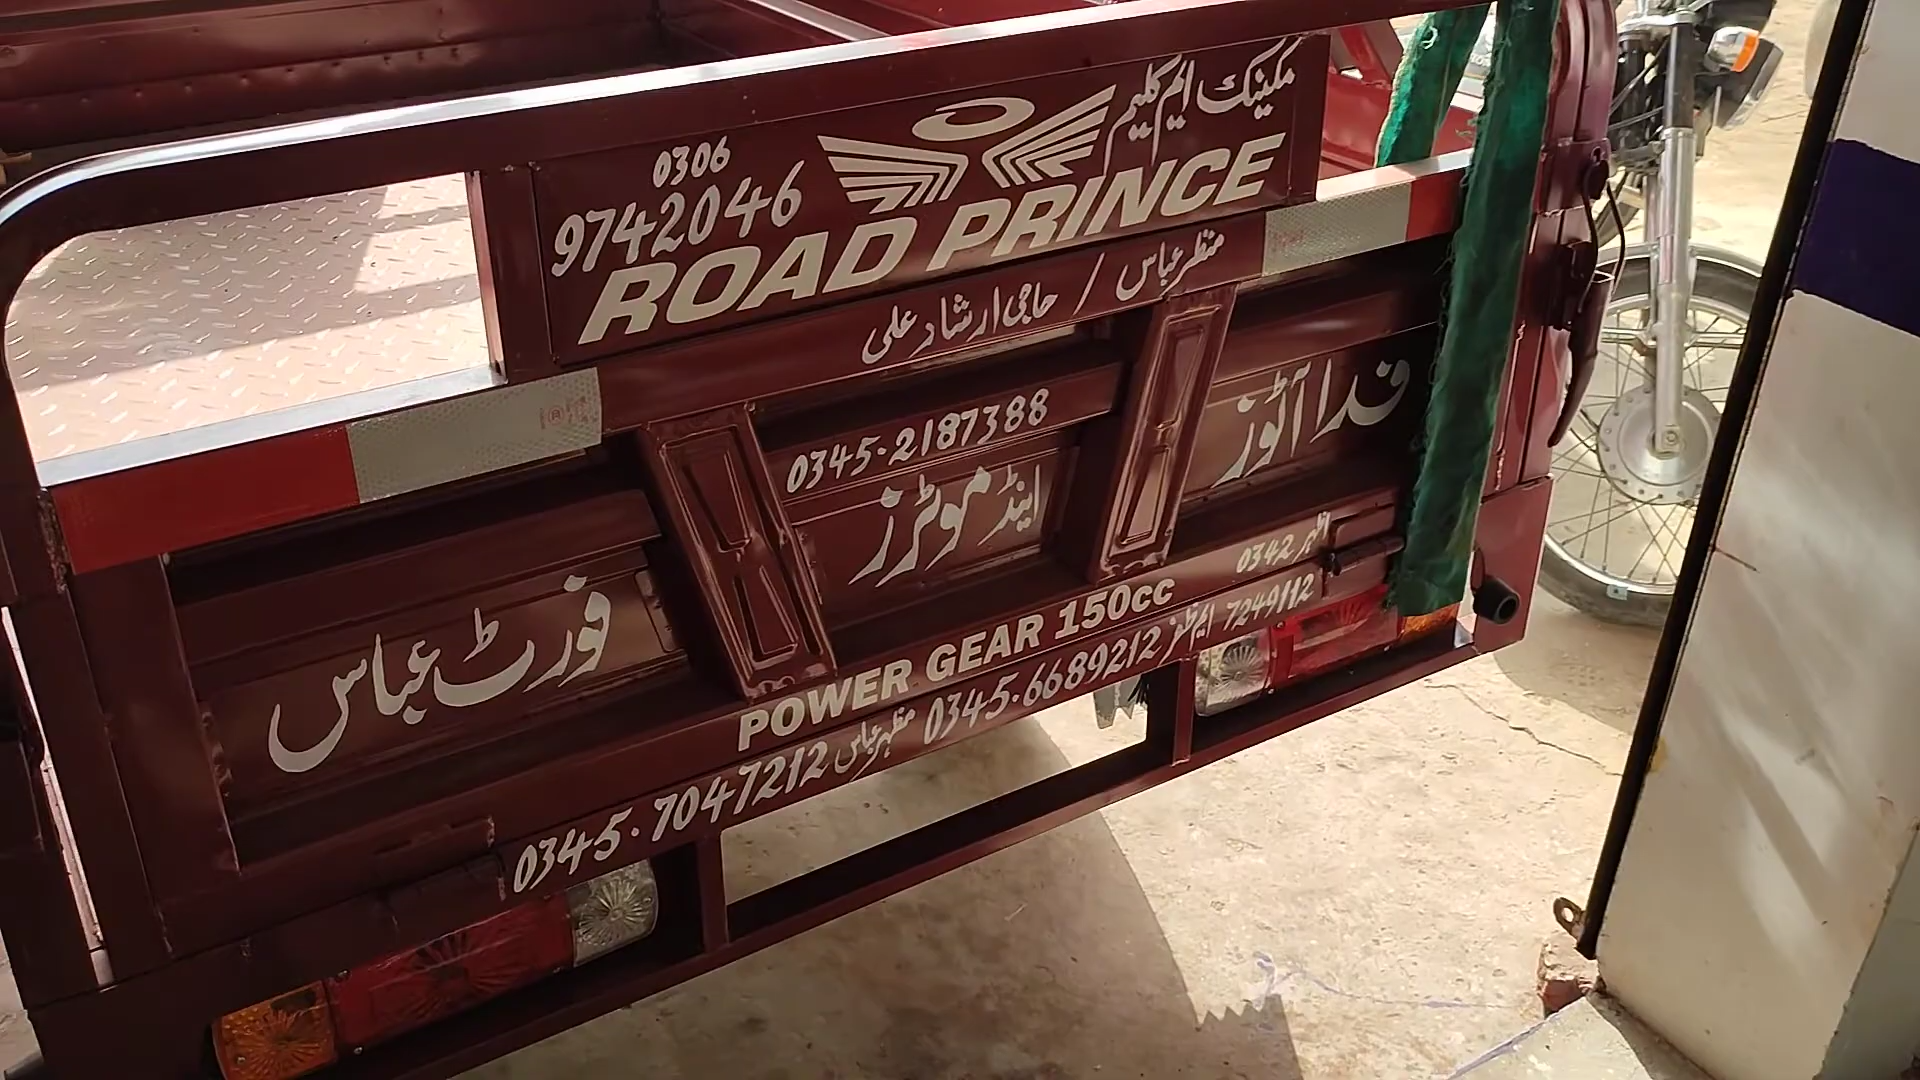 مکینک ایم کلیم
0306
9742046
ROAD PRINCE
منظر عباس / حاجی ارشاد علی
0345-2187388
فدا آٹوز اینڈ موٹرز فورٹ عباس
POWER GEAR 150cc
0342
0345-7047212 مظہر عباس 0345-6689212
7249112